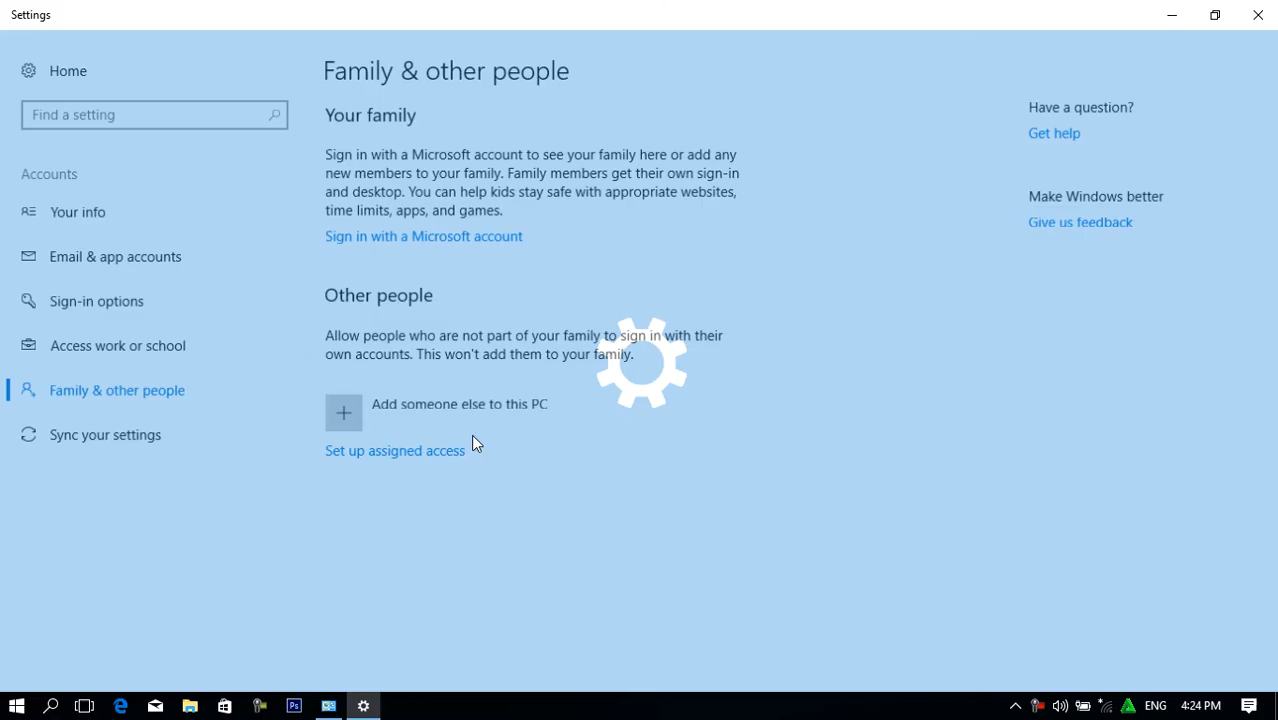 Settings
Home
Find a setting
Accounts
Your info
Email & app accounts
Sign-in options
Access work or school
Family & other people
Sync your settings
Family & other people
Your family
Sign in with a Microsoft account to see your family here or add any
new members to your family. Family members get their own sign-in
and desktop. You can help kids stay safe with appropriate websites,
time limits, apps, and games.
Sign in with a Microsoft account
Other people
Allow people who are not part of your family to sign in with their
own accounts. This won't add them to your family.
Add someone else to this PC
Set up assigned access
Have a question?
Get help
Make Windows better
Give us feedback
Ps
ENG
4:24 PM